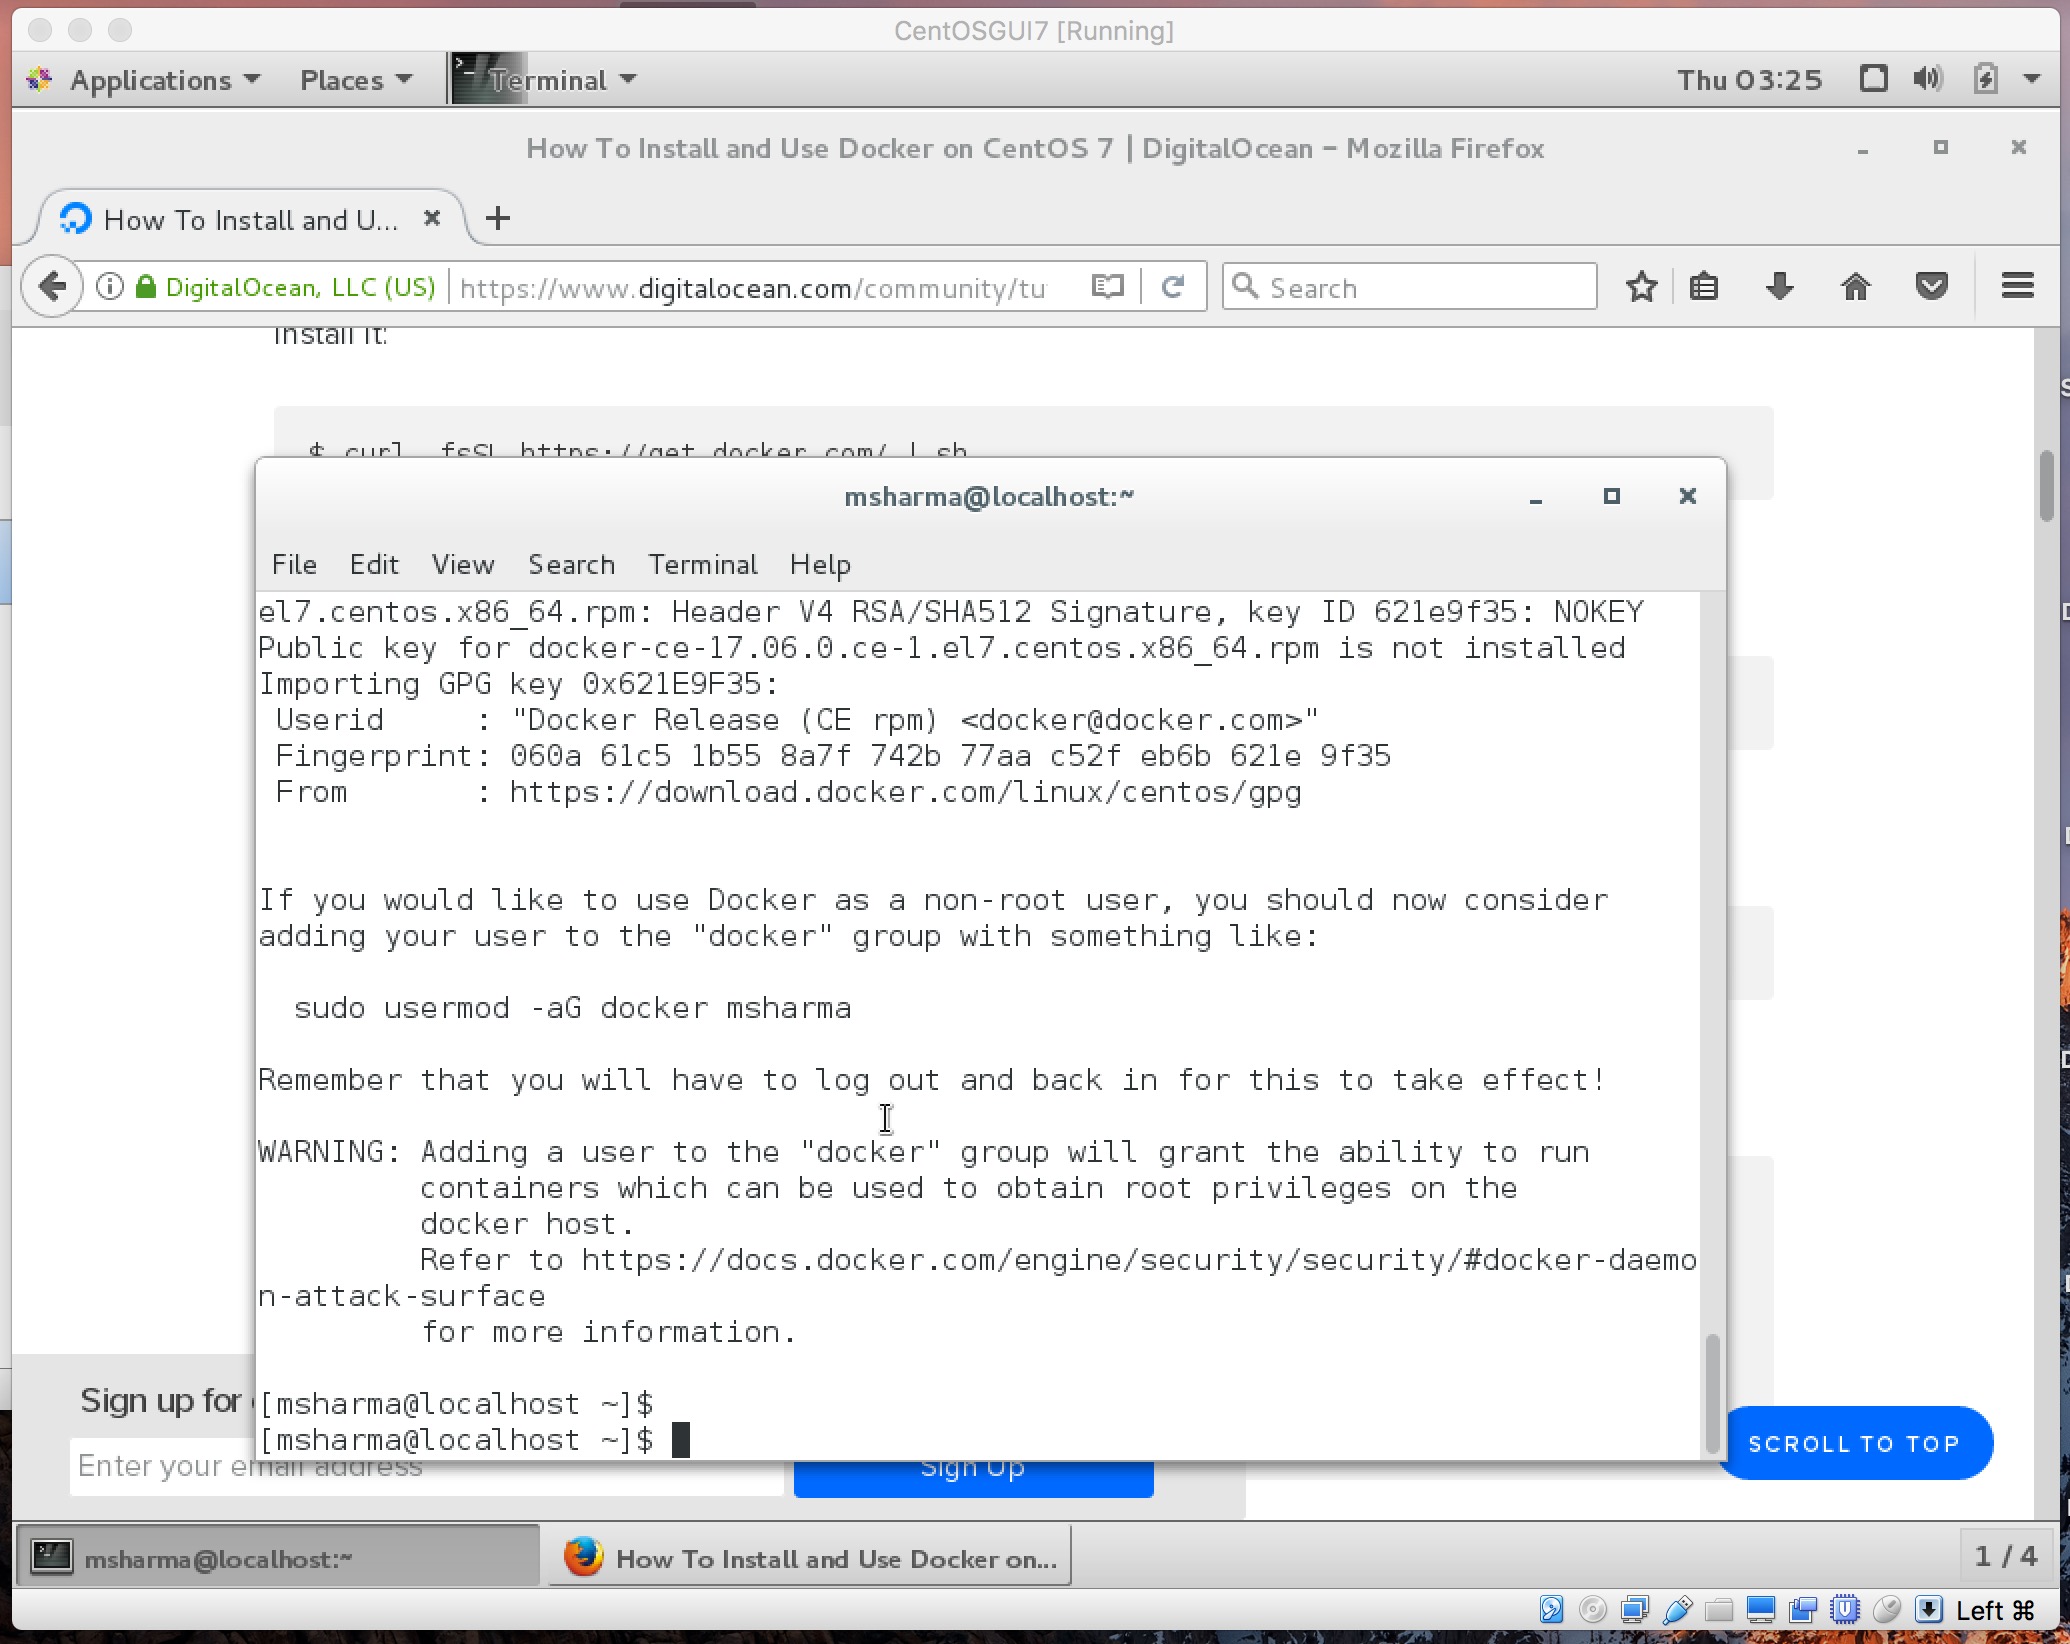 CentOSGUI7 [Running]
Applications Places Terminal Thu 03:25
How To Install and Use Docker on CentOS 7 | DigitalOcean – Mozilla Firefox
How To Install and U...
DigitalOcean, LLC (US) https://www.digitalocean.com/community/tu Search
install it:
$ curl -fsSL https://get.docker.com/ | sh
msharma@localhost:~
File Edit View Search Terminal Help
el7.centos.x86_64.rpm: Header V4 RSA/SHA512 Signature, key ID 621e9f35: NOKEY
Public key for docker-ce-17.06.0.ce-1.el7.centos.x86_64.rpm is not installed
Importing GPG key 0x621E9F35:
Userid     : "Docker Release (CE rpm) <docker@docker.com>"
Fingerprint: 060a 61c5 1b55 8a7f 742b 77aa c52f eb6b 621e 9f35
From       : https://download.docker.com/linux/centos/gpg
If you would like to use Docker as a non-root user, you should now consider
adding your user to the "docker" group with something like:
sudo usermod -aG docker msharma
Remember that you will have to log out and back in for this to take effect!
WARNING: Adding a user to the "docker" group will grant the ability to run
containers which can be used to obtain root privileges on the
docker host.
Refer to https://docs.docker.com/engine/security/security/#docker-daemo
n-attack-surface
for more information.
[msharma@localhost ~]$
[msharma@localhost ~]$
Sign up for
Enter your email address
Sign Up
SCROLL TO TOP
msharma@localhost:~ How To Install and Use Docker on... 1 / 4
Left ⌘